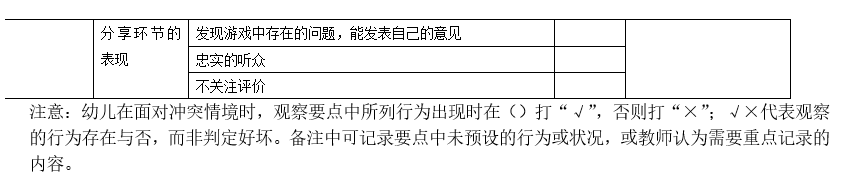 分享环节的表现
发现游戏中存在的问题，能发表自己的意见
忠实的听众
不关注评价
注意：幼儿在面对冲突情境时，观察要点中所列行为出现时在（）打“√”，否则打“×”；√×代表观察
的行为存在与否，而非判定好坏。备注中可记录要点中未预设的行为或状况，或教师认为需要重点记录的
内容。